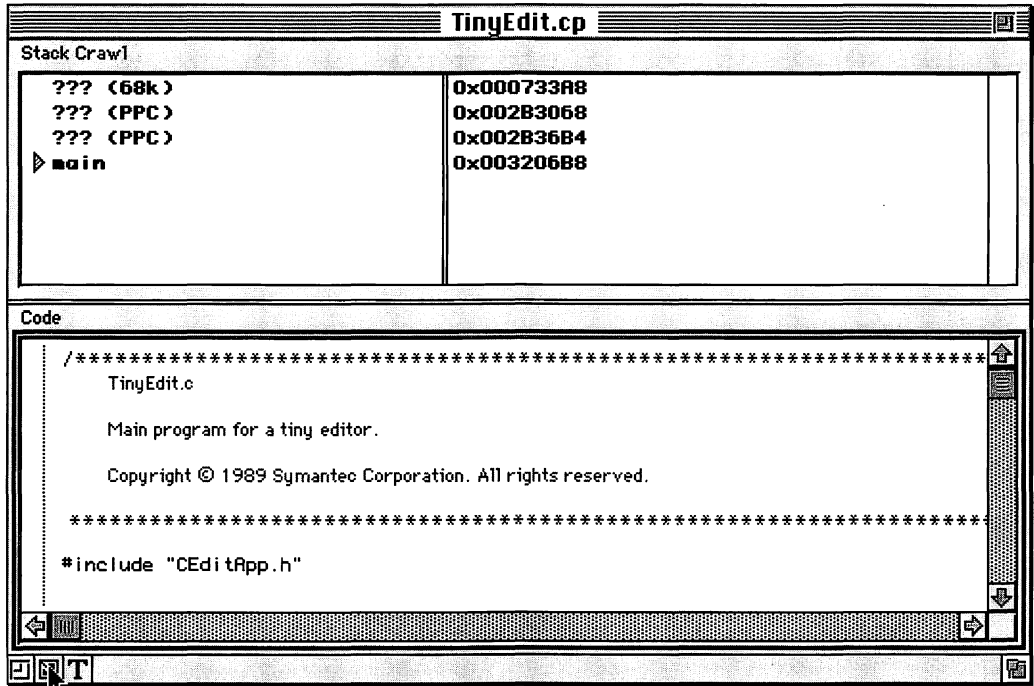 TinyEdit.cp
Stack Crawl
??? (68k) 0x000733A8
??? (PPC) 0x002B3068
??? (PPC) 0x002B36B4
main 0x003206B8
Code
/*********************************************************************
TinyEdit.c
Main program for a tiny editor.
Copyright © 1989 Symantec Corporation. All rights reserved.
*********************************************************************
#include "CEditApp.h"
T